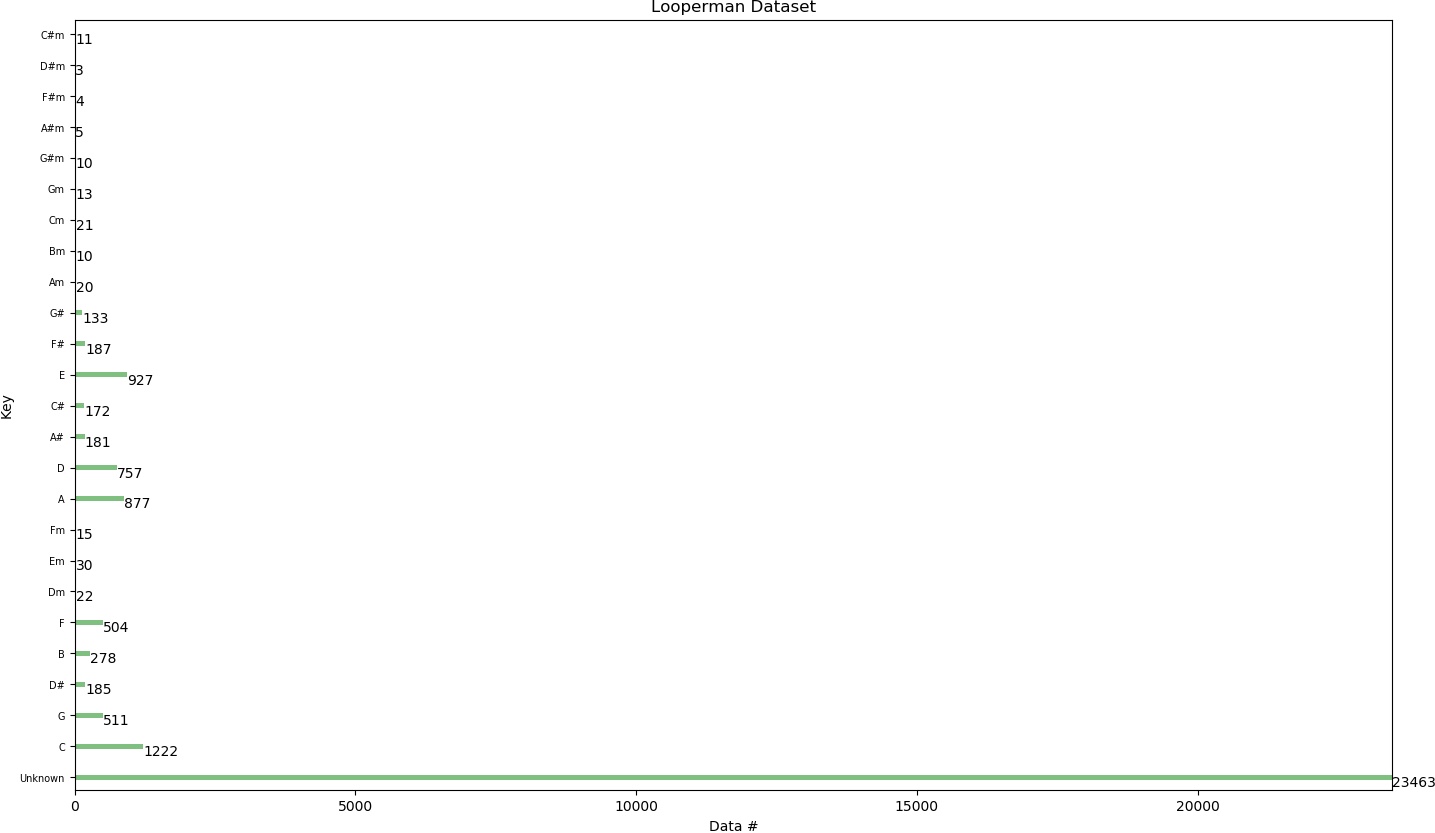 Looperman Dataset
C#m 11
D#m 3
F#m 4
A#m 5
G#m 10
Gm 13
Cm 21
Bm 10
Am 20
G# 133
F# 187
E 927
C# 172
A# 181
D 757
A 877
Fm 15
Em 30
Dm 22
F 504
B 278
D# 185
G 511
C 1222
Unknown 23463
Key
0 5000 10000 15000 20000
Data #